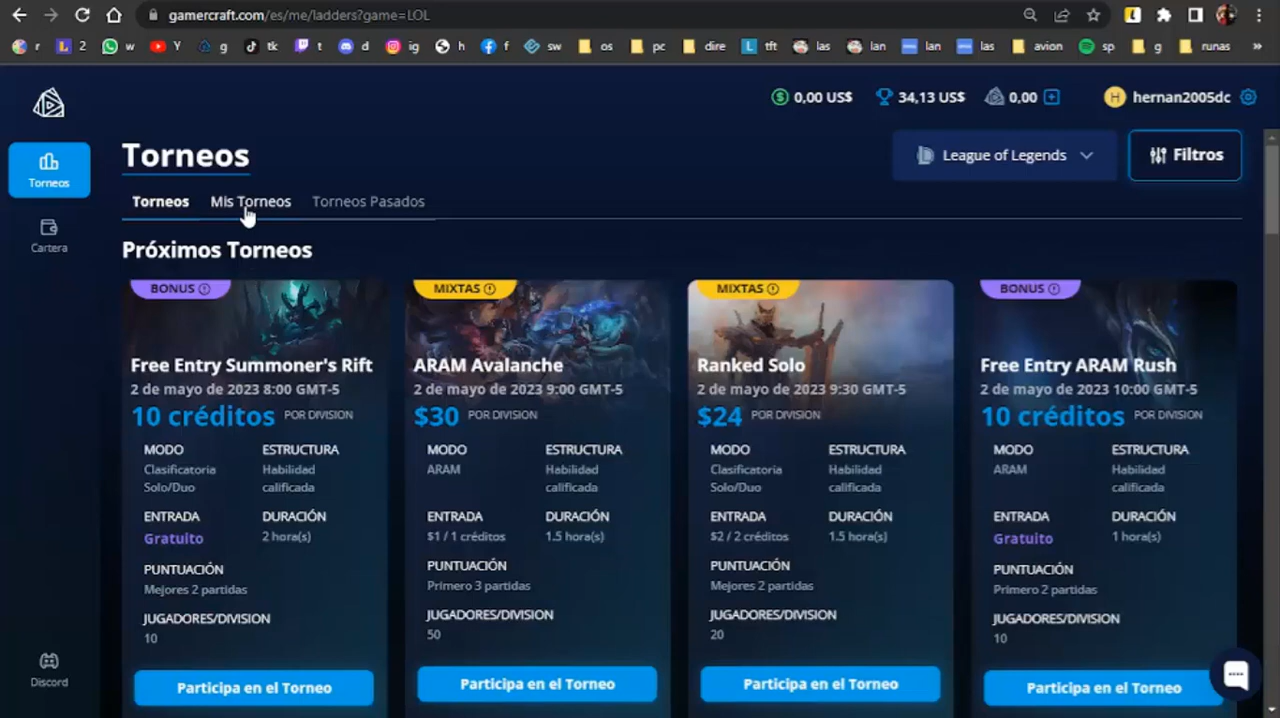 gamercraft.com/es/me/ladders?game=LOL
r 2 W Y g tk t d ig h f sw os pc dire tft las lan lan las avion sp g runas »
0,00 US$ 34,13 US$ 0,00 H hernan2005dc
Torneos
Cartera
Discord
Torneos
League of Legends
Filtros
Torneos Mis Torneos Torneos Pasados
Próximos Torneos
BONUS
Free Entry Summoner's Rift
2 de mayo de 2023 8:00 GMT-5
10 créditos POR DIVISION
MODO
Clasificatoria
Solo/Duo
ESTRUCTURA
Habilidad
calificada
ENTRADA
Gratuito
DURACIÓN
2 hora(s)
PUNTUACIÓN
Mejores 2 partidas
JUGADORES/DIVISION
10
Participa en el Torneo
MIXTAS
ARAM Avalanche
2 de mayo de 2023 9:00 GMT-5
$30 POR DIVISION
MODO
ARAM
ESTRUCTURA
Habilidad
calificada
ENTRADA
$1 / 1 créditos
DURACIÓN
1.5 hora(s)
PUNTUACIÓN
Primero 3 partidas
JUGADORES/DIVISION
50
Participa en el Torneo
MIXTAS
Ranked Solo
2 de mayo de 2023 9:30 GMT-5
$24 POR DIVISION
MODO
Clasificatoria
Solo/Duo
ESTRUCTURA
Habilidad
calificada
ENTRADA
$2 / 2 créditos
DURACIÓN
1.5 hora(s)
PUNTUACIÓN
Mejores 2 partidas
JUGADORES/DIVISION
20
Participa en el Torneo
BONUS
Free Entry ARAM Rush
2 de mayo de 2023 10:00 GMT-5
10 créditos POR DIVISION
MODO
ARAM
ESTRUCTURA
Habilidad
calificada
ENTRADA
Gratuito
DURACIÓN
1 hora(s)
PUNTUACIÓN
Primero 2 partidas
JUGADORES/DIVISION
10
Participa en el Torneo